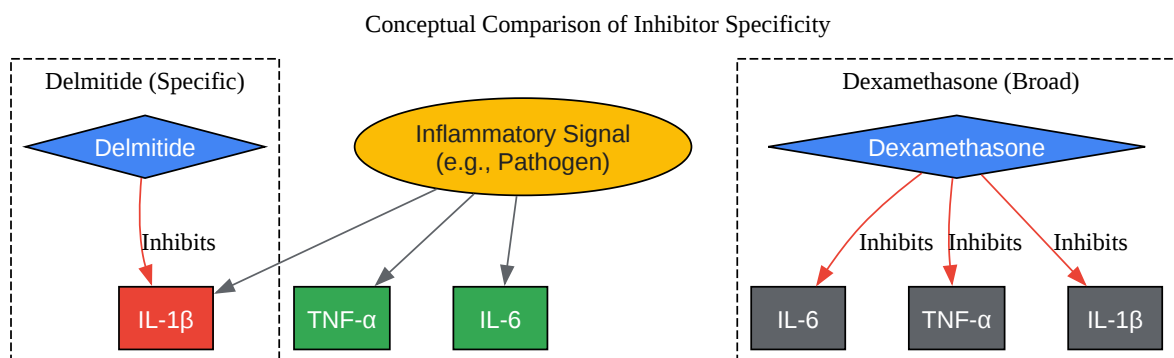 Conceptual Comparison of Inhibitor Specificity
Delmitide (Specific)
Delmitide
Inhibits
IL-1β
Inflammatory Signal
(e.g., Pathogen)
TNF-α
IL-6
Dexamethasone (Broad)
Dexamethasone
Inhibits
Inhibits
Inhibits
IL-6
TNF-α
IL-1β